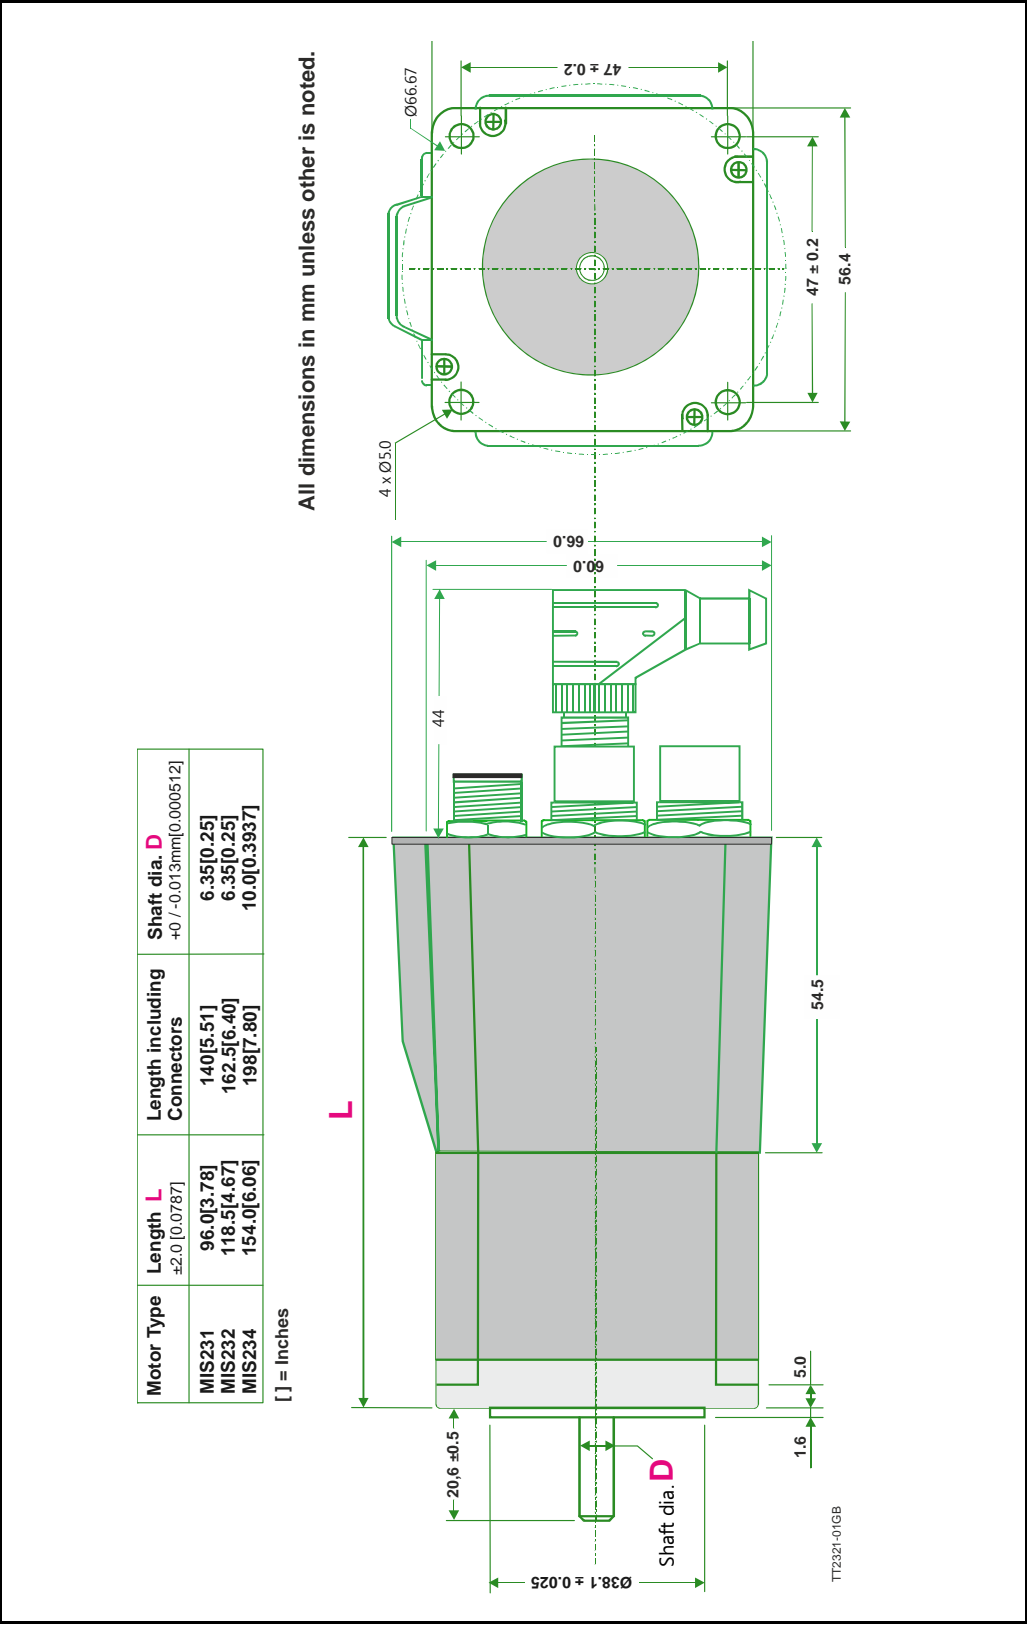 Motor Type Length L Length including Shaft dia. D
±2.0 [0.0787] Connectors +0 / -0.013mm[0.000512]
MIS231 96.0[3.78] 140[5.51] 6.35[0.25]
MIS232 118.5[4.67] 162.5[6.40] 6.35[0.25]
MIS234 154.0[6.06] 198[7.80] 10.0[0.3937]
[ ] = Inches
All dimensions in mm unless other is noted.
L
20,6 ±0.5
Ø38.1 ± 0.025
Shaft dia. D
1.6
5.0
54.5
44
60.0
66.0
4 x Ø5.0
Ø66.67
47 ± 0.2
47 ± 0.2
56.4
TT2321-01GB